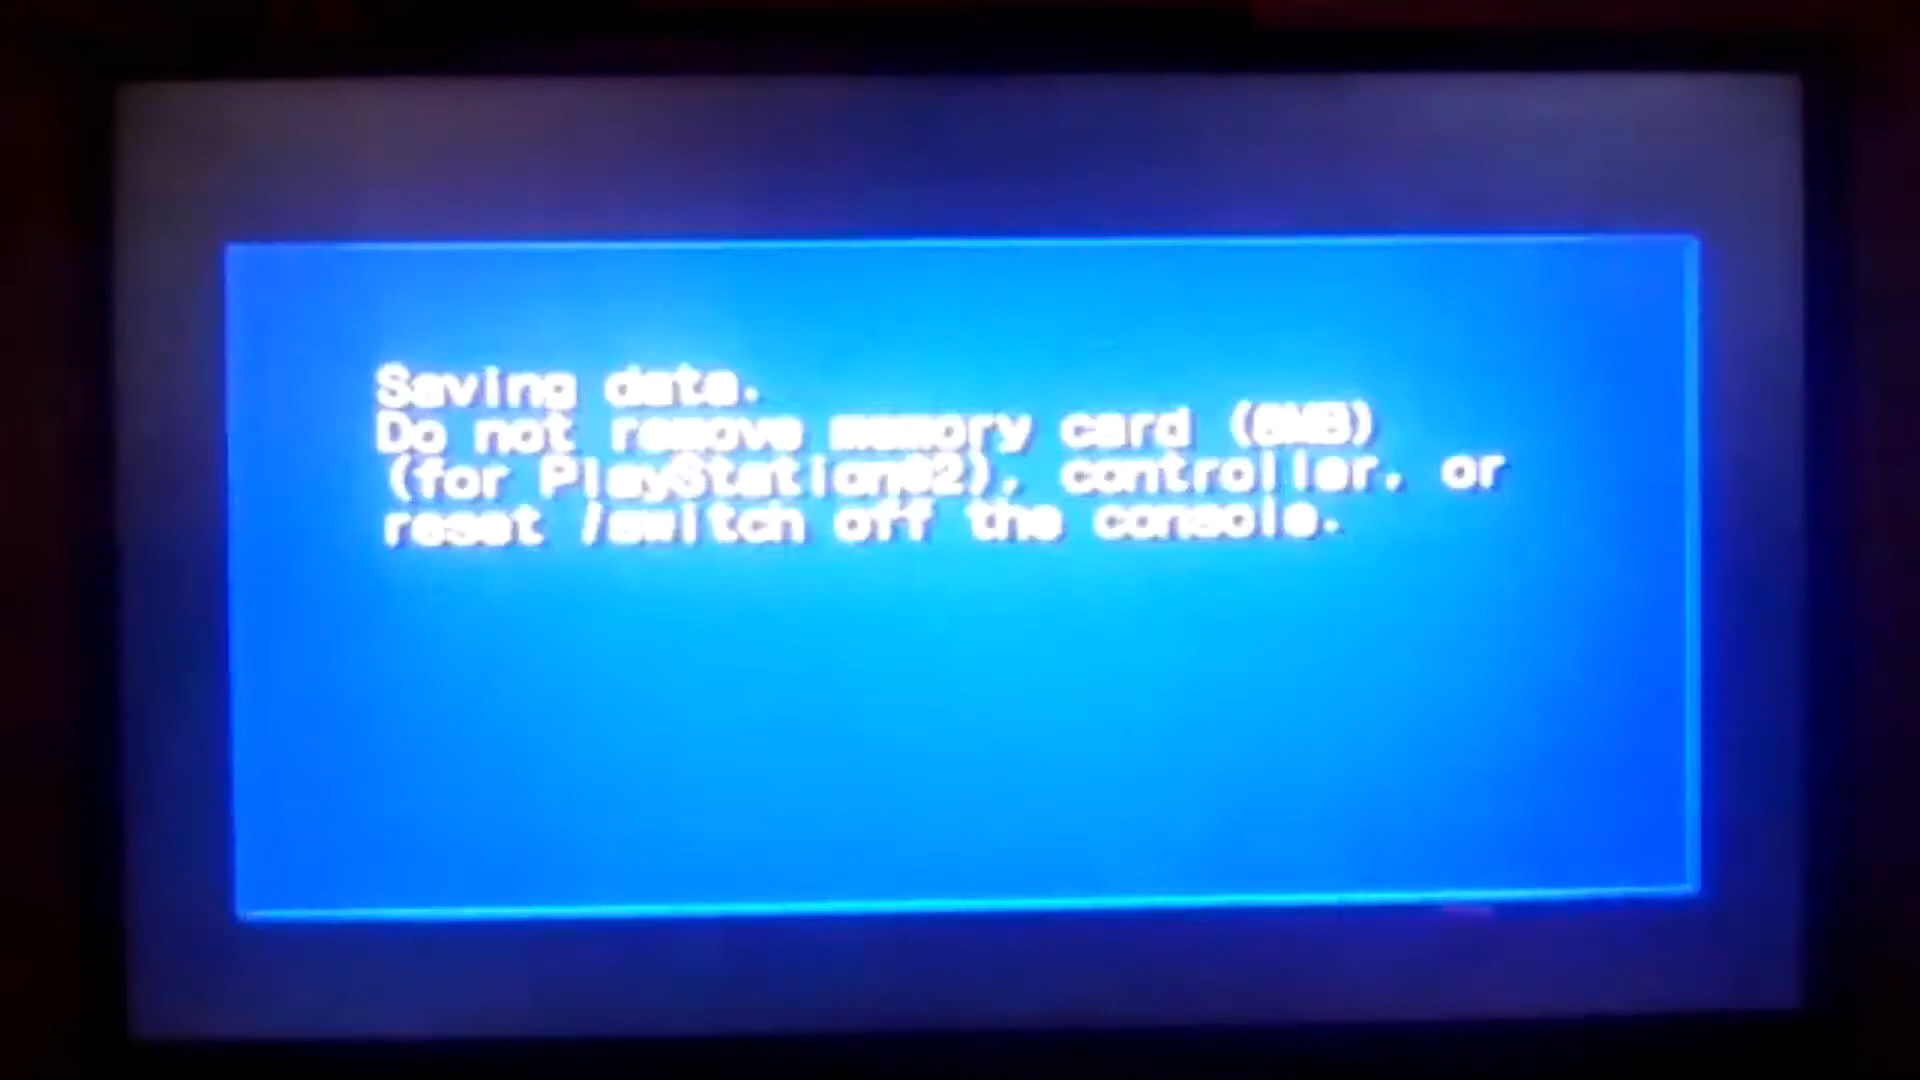 Saving data.
Do not remove memory card (8MB)
(for PlayStation®2), controller, or
reset /switch off the console.